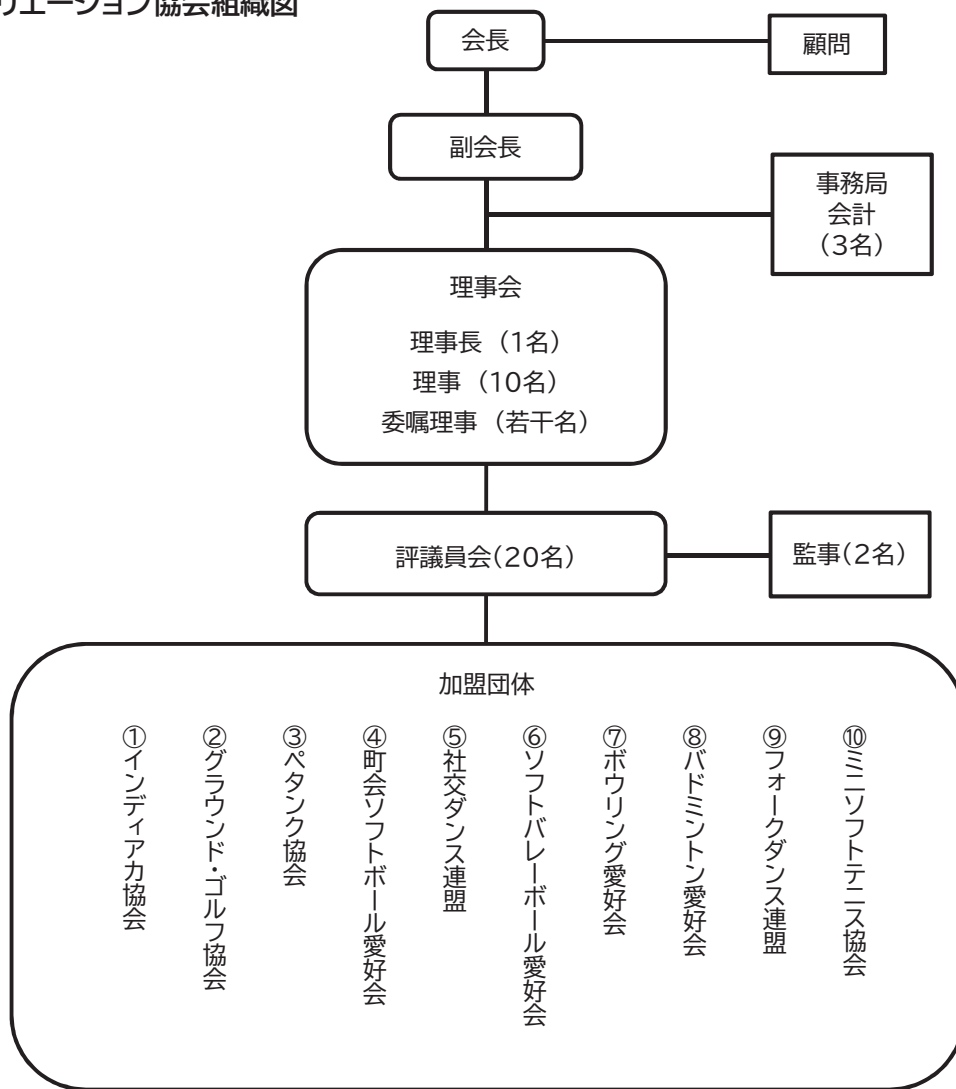 リエーション協会組織図
会長
顧問
副会長
事務局
会計
(3名)
理事会
理事長 (1名)
理事 (10名)
委嘱理事 (若干名)
評議員会(20名)
監事(2名)
加盟団体
①インディアカ協会
②グラウンド・ゴルフ協会
③ペタンク協会
④町会ソフトボール愛好会
⑤社交ダンス連盟
⑥ソフトバレーボール愛好会
⑦ボウリング愛好会
⑧バドミントン愛好会
⑨フォークダンス連盟
⑩ミニソフトテニス協会